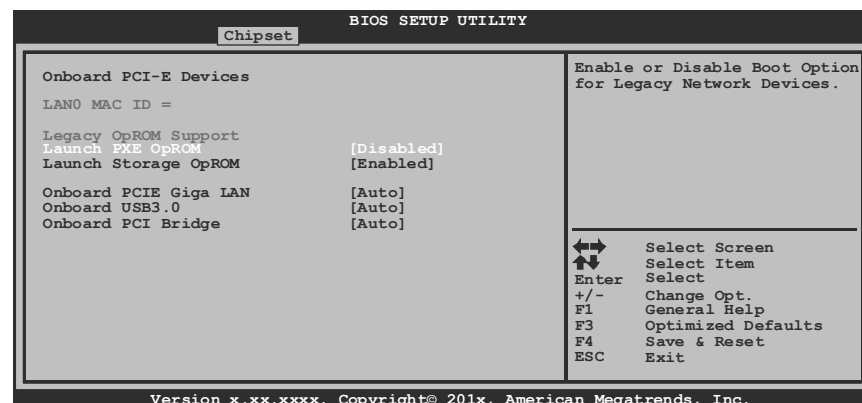 BIOS SETUP UTILITY
Chipset
Onboard PCI-E Devices
LAN0 MAC ID =
Legacy OpROM Support
Launch PXE OpROM [Disabled]
Launch Storage OpROM [Enabled]
Onboard PCIE Giga LAN [Auto]
Onboard USB3.0 [Auto]
Onboard PCI Bridge [Auto]
Enable or Disable Boot Option
for Legacy Network Devices.
Select Screen
Select Item
Enter Select
+/- Change Opt.
F1 General Help
F3 Optimized Defaults
F4 Save & Reset
ESC Exit
Version x.xx.xxxx. Copyright© 201x. American Megatrends. Inc.